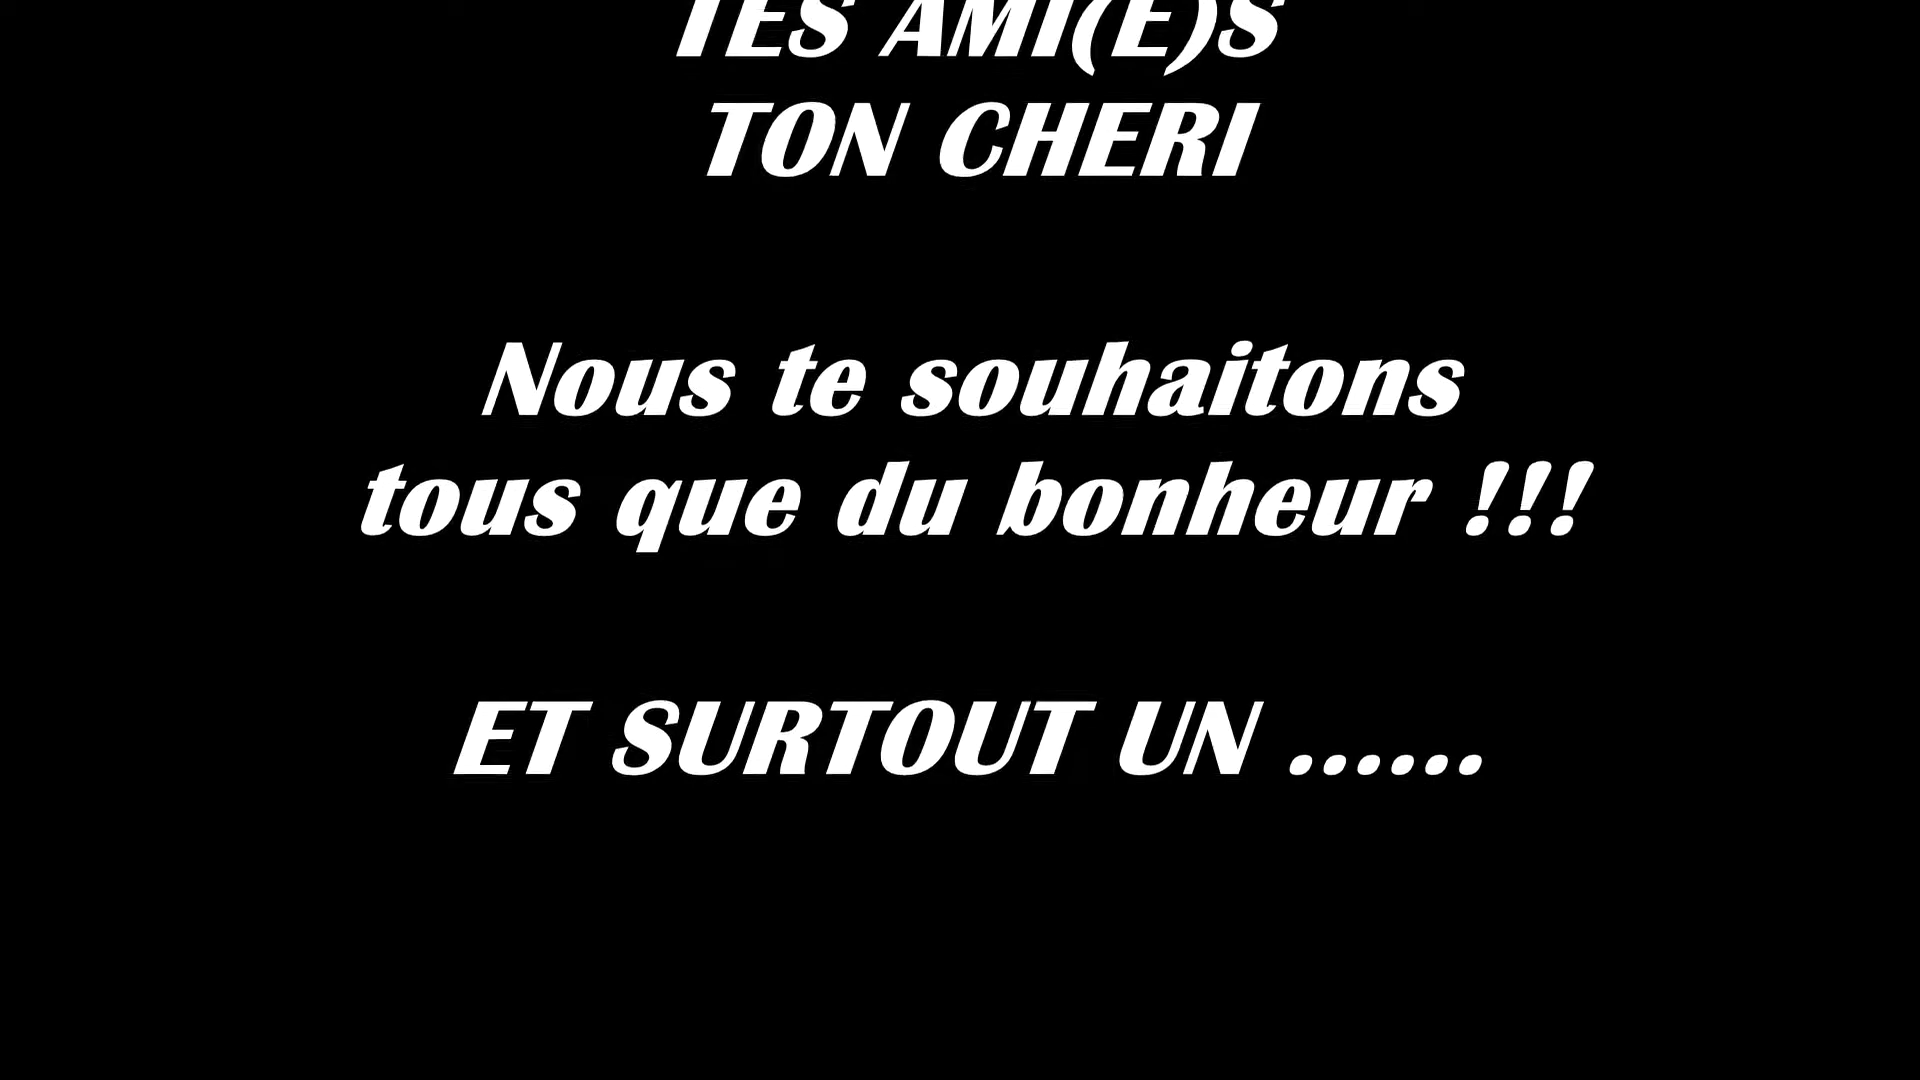 TES AMI(E)S
TON CHERI
Nous te souhaitons
tous que du bonheur !!!
ET SURTOUT UN ......